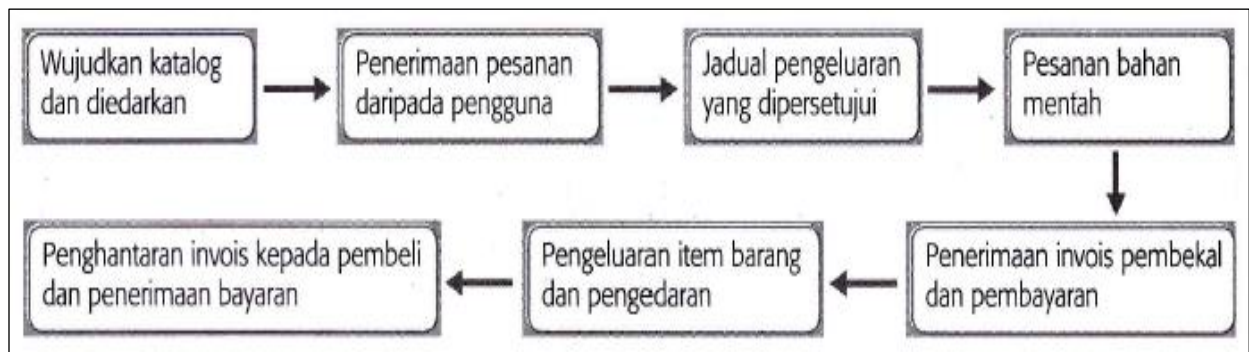 Wujudkan katalog
dan diedarkan
Penerimaan pesanan
daripada pengguna
Jadual pengeluaran
yang dipersetujui
Pesanan bahan
mentah
Penerimaan invois pembekal
dan pembayaran
Pengeluaran item barang
dan pengedaran
Penghantaran invois kepada pembeli
dan penerimaan bayaran